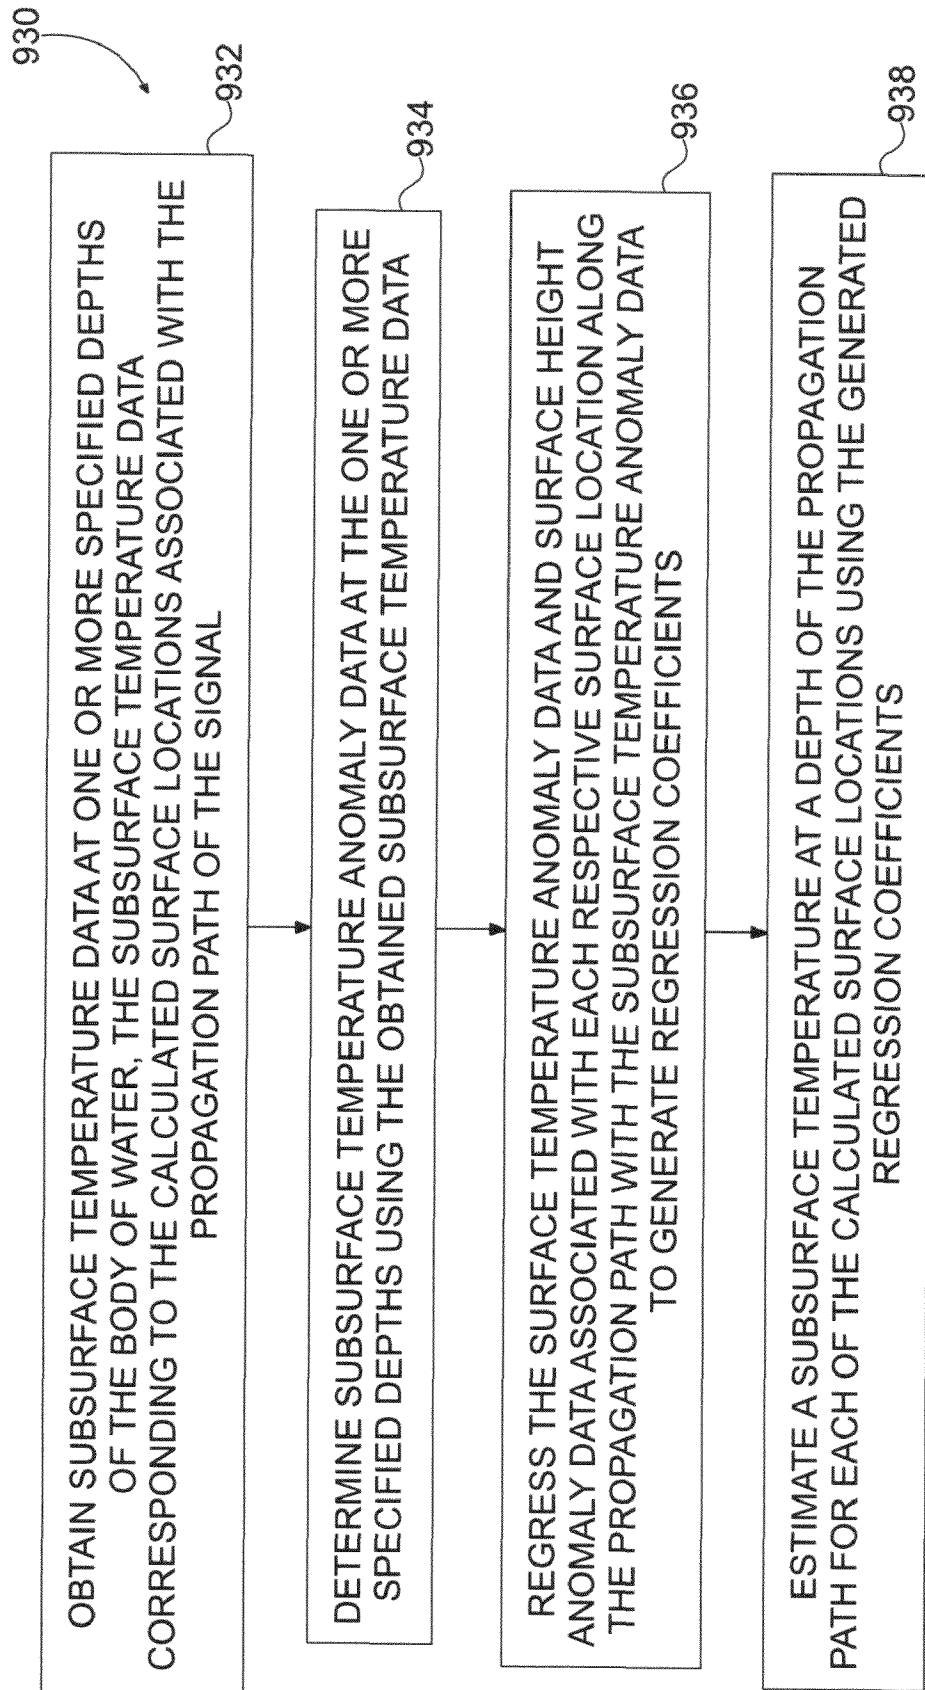 930
OBTAIN SUBSURFACE TEMPERATURE DATA AT ONE OR MORE SPECIFIED DEPTHS
OF THE BODY OF WATER, THE SUBSURFACE TEMPERATURE DATA
CORRESPONDING TO THE CALCULATED SURFACE LOCATIONS ASSOCIATED WITH THE
PROPAGATION PATH OF THE SIGNAL
932
DETERMINE SUBSURFACE TEMPERATURE ANOMALY DATA AT THE ONE OR MORE
SPECIFIED DEPTHS USING THE OBTAINED SUBSURFACE TEMPERATURE DATA
934
REGRESS THE SURFACE TEMPERATURE ANOMALY DATA AND SURFACE HEIGHT
ANOMALY DATA ASSOCIATED WITH EACH RESPECTIVE SURFACE LOCATION ALONG
THE PROPAGATION PATH WITH THE SUBSURFACE TEMPERATURE ANOMALY DATA
TO GENERATE REGRESSION COEFFICIENTS
936
ESTIMATE A SUBSURFACE TEMPERATURE AT A DEPTH OF THE PROPAGATION
PATH FOR EACH OF THE CALCULATED SURFACE LOCATIONS USING THE GENERATED
REGRESSION COEFFICIENTS
938